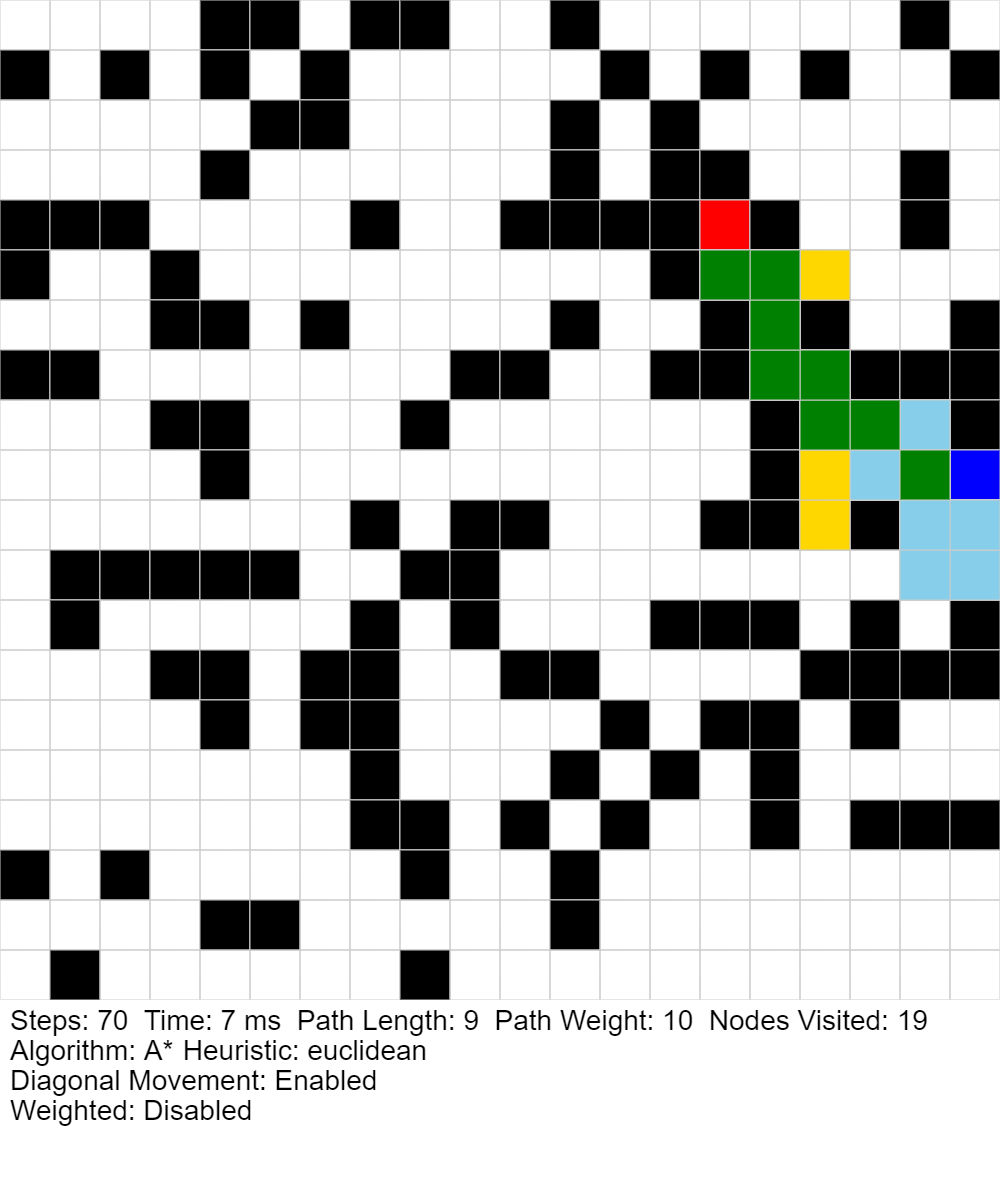 Steps: 70  Time: 7 ms  Path Length: 9  Path Weight: 10  Nodes Visited: 19
Algorithm: A* Heuristic: euclidean
Diagonal Movement: Enabled
Weighted: Disabled